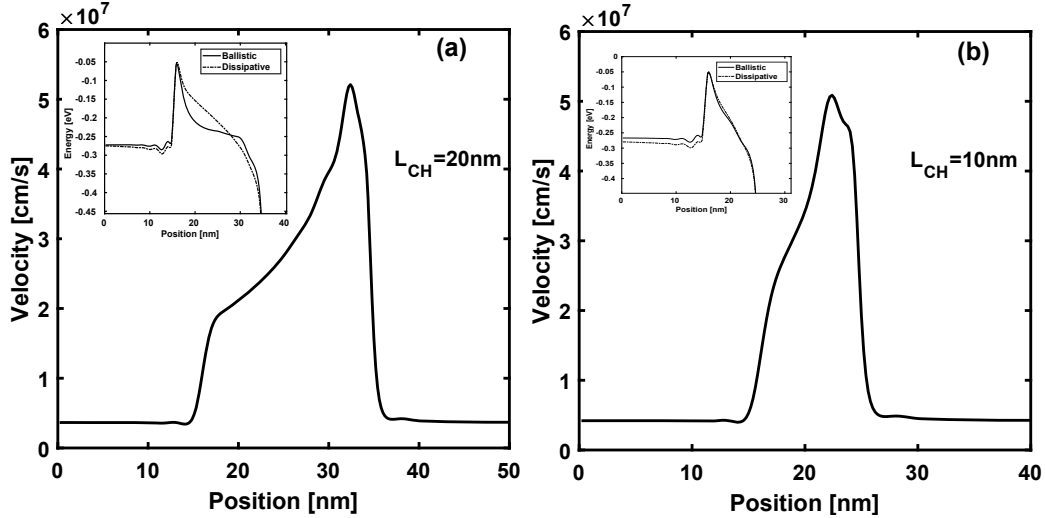 ×10⁷
(a)
L_CH=20nm
Velocity [cm/s]
6
5
4
3
2
1
0
0 10 20 30 40 50
Position [nm]
Ballistic
Dissipative
Energy [eV]
-0.05
-0.1
-0.15
-0.2
-0.25
-0.3
-0.35
-0.4
-0.45
0 10 20 30 40
Position [nm]
×10⁷
(b)
L_CH=10nm
Velocity [cm/s]
6
5
4
3
2
1
0
0 10 20 30 40
Position [nm]
Ballistic
Dissipative
Energy [eV]
0
-0.05
-0.1
-0.15
-0.2
-0.25
-0.3
-0.35
-0.4
0 10 20 30
Position [nm]